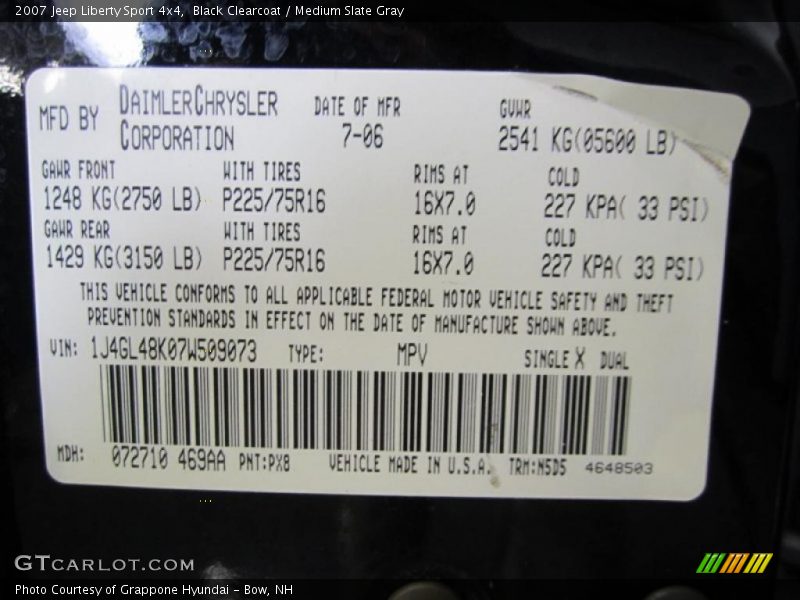 2007 Jeep Liberty Sport 4x4, Black Clearcoat / Medium Slate Gray
MFD BY DAIMLERCHRYSLER CORPORATION
DATE OF MFR 7-06
GVWR 2541 KG(05600 LB)
GAWR FRONT WITH TIRES RIMS AT COLD
1248 KG(2750 LB) P225/75R16 16X7.0 227 KPA( 33 PSI)
GAWR REAR WITH TIRES RIMS AT COLD
1429 KG(3150 LB) P225/75R16 16X7.0 227 KPA( 33 PSI)
THIS VEHICLE CONFORMS TO ALL APPLICABLE FEDERAL MOTOR VEHICLE SAFETY AND THEFT
PREVENTION STANDARDS IN EFFECT ON THE DATE OF MANUFACTURE SHOWN ABOVE.
VIN: 1J4GL48K07W509073 TYPE: MPV SINGLE X DUAL
MDH: 072710 469AA PNT:PX8 VEHICLE MADE IN U.S.A. TRM:N5D5 4648503
GTCARLOT.COM
Photo Courtesy of Grappone Hyundai - Bow, NH